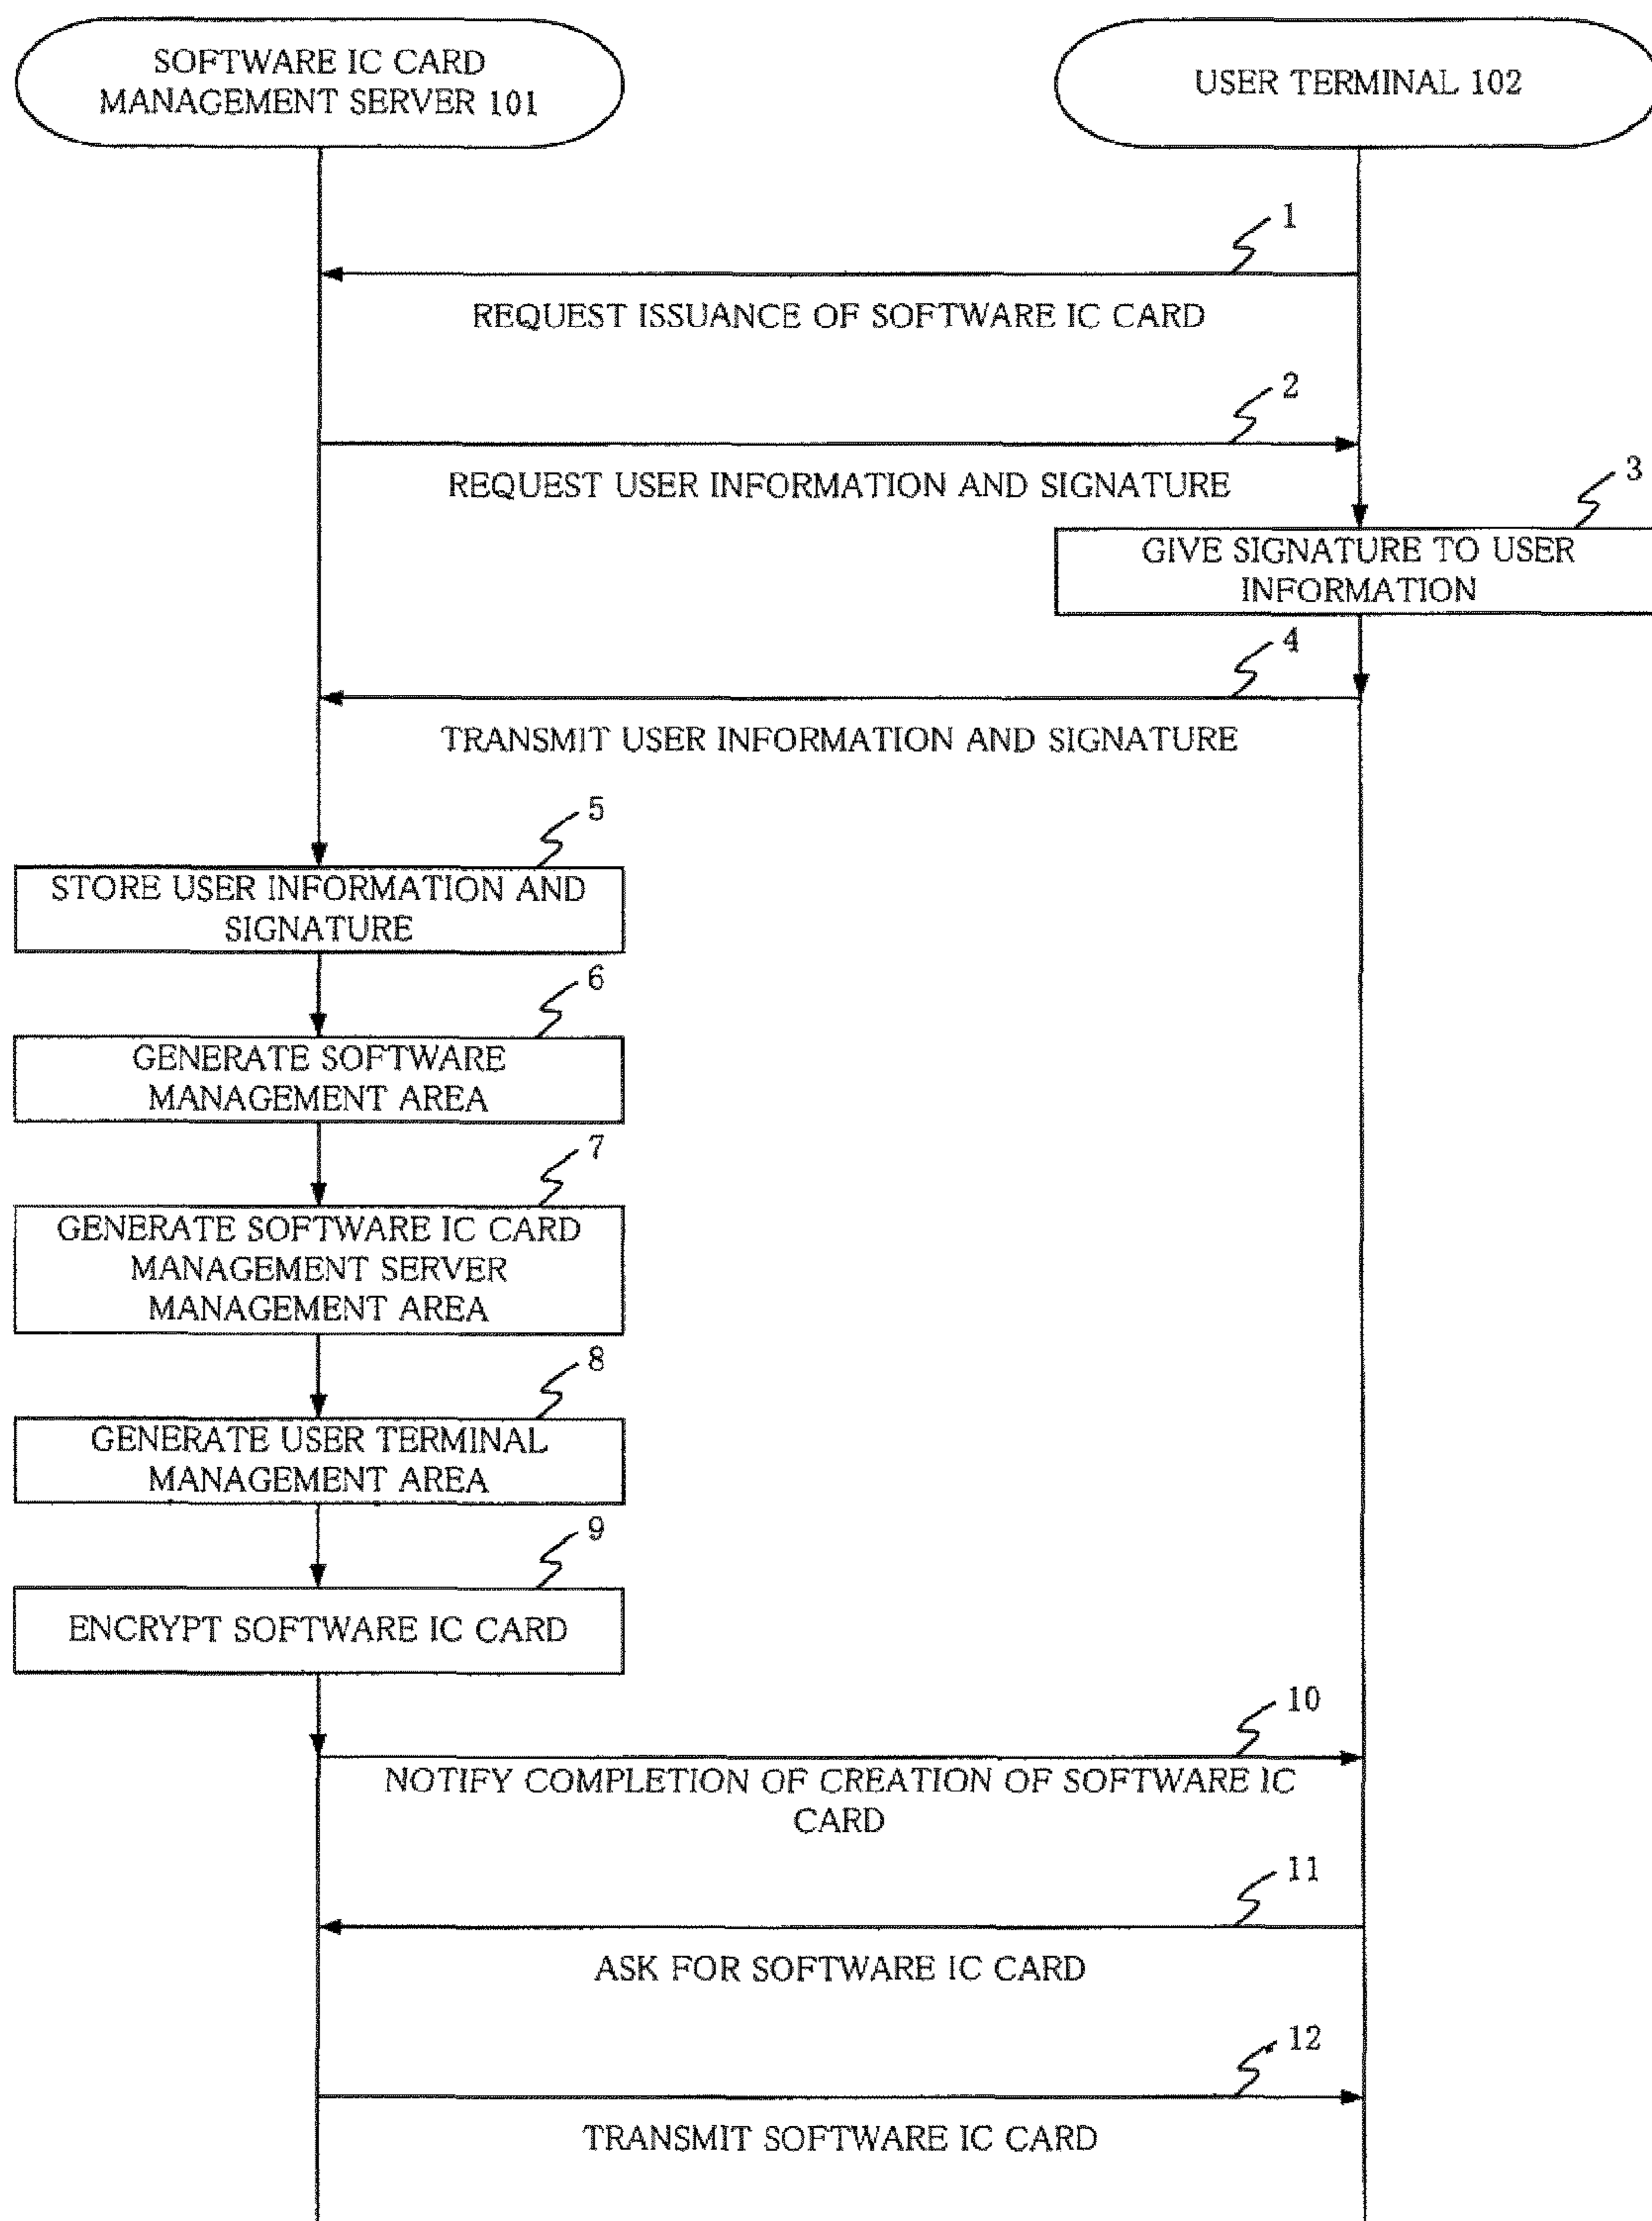 SOFTWARE IC CARD
MANAGEMENT SERVER 101
USER TERMINAL 102
1
REQUEST ISSUANCE OF SOFTWARE IC CARD
2
REQUEST USER INFORMATION AND SIGNATURE
3
GIVE SIGNATURE TO USER
INFORMATION
4
TRANSMIT USER INFORMATION AND SIGNATURE
5
STORE USER INFORMATION AND
SIGNATURE
6
GENERATE SOFTWARE
MANAGEMENT AREA
7
GENERATE SOFTWARE IC CARD
MANAGEMENT SERVER
MANAGEMENT AREA
8
GENERATE USER TERMINAL
MANAGEMENT AREA
9
ENCRYPT SOFTWARE IC CARD
10
NOTIFY COMPLETION OF CREATION OF SOFTWARE IC
CARD
11
ASK FOR SOFTWARE IC CARD
12
TRANSMIT SOFTWARE IC CARD